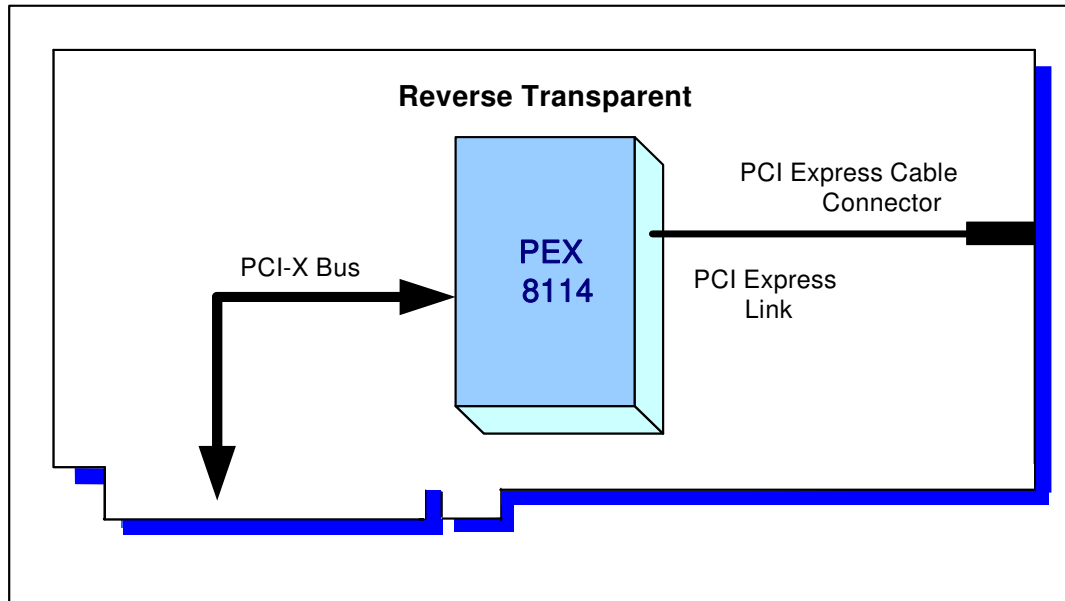 Reverse Transparent
PCI Express Cable
Connector
PEX
8114
PCI-X Bus
PCI Express
Link